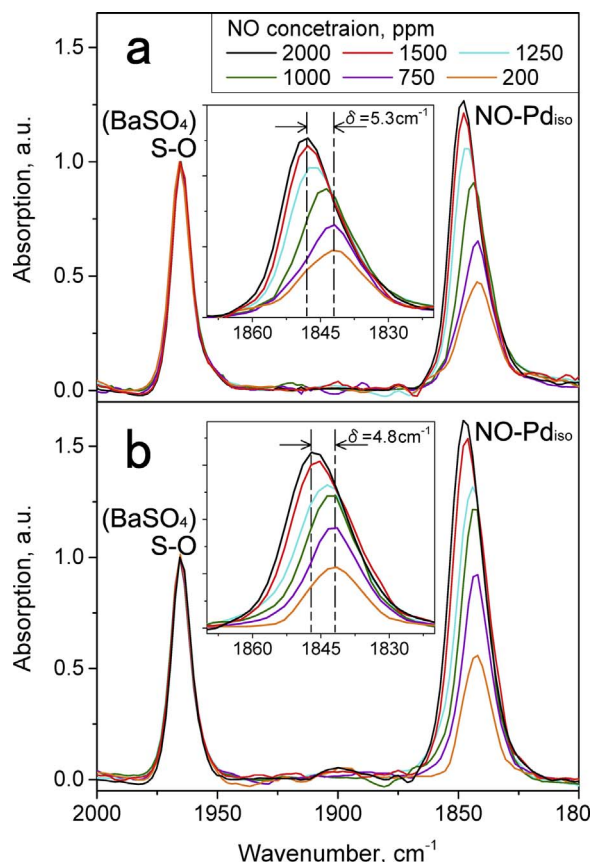 a
NO concetraion, ppm
2000 1500 1250
1000 750 200
(BaSO4)
S-O
NO-Pdiso
δ=5.3cm-1
1860 1845 1830
Absorption, a.u.
1.5
1.0
0.5
0.0
b
(BaSO4)
S-O
NO-Pdiso
δ=4.8cm-1
1860 1845 1830
Absorption, a.u.
1.5
1.0
0.5
0.0
2000 1950 1900 1850 180
Wavenumber, cm-1